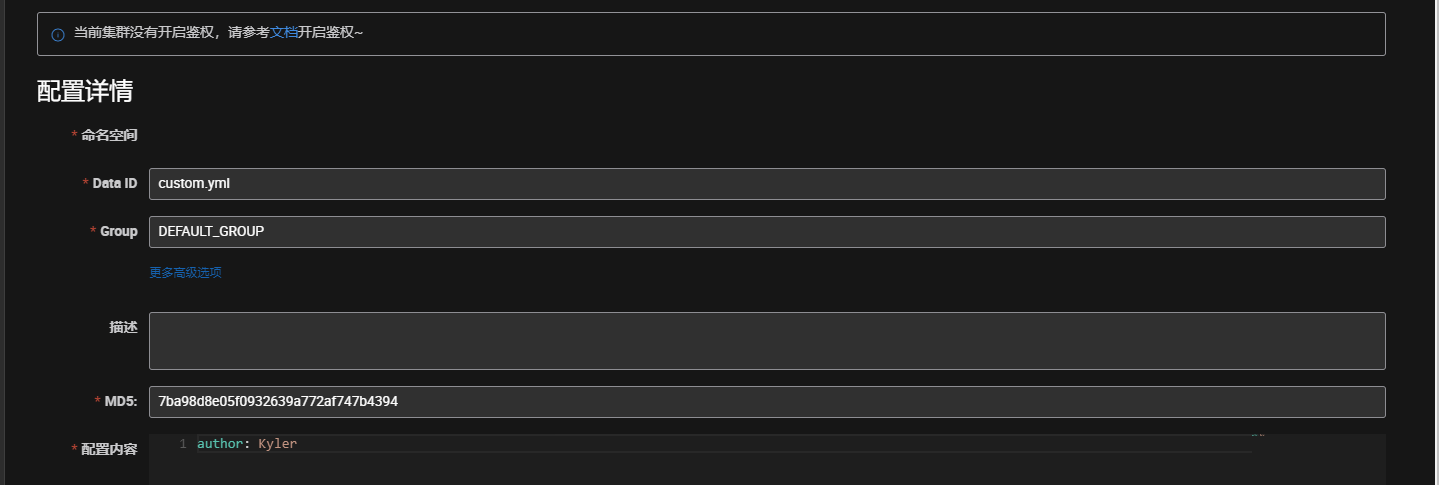 当前集群没有开启鉴权，请参考文档开启鉴权~
配置详情
* 命名空间
* Data ID custom.yml
* Group DEFAULT_GROUP
更多高级选项
描述
* MD5: 7ba98d8e05f0932639a772af747b4394
* 配置内容 1 author: Kyler